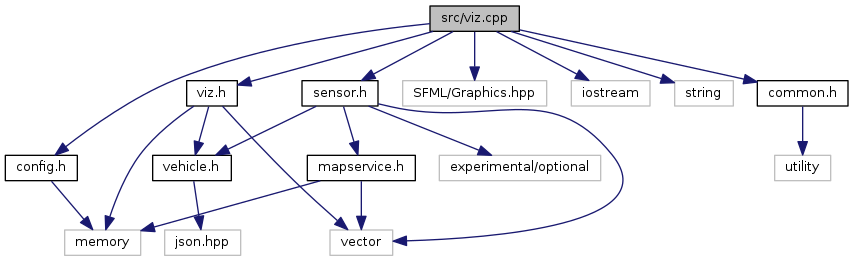 src/viz.cpp
viz.h
sensor.h
SFML/Graphics.hpp
iostream
string
common.h
config.h
vehicle.h
mapservice.h
experimental/optional
utility
memory
json.hpp
vector